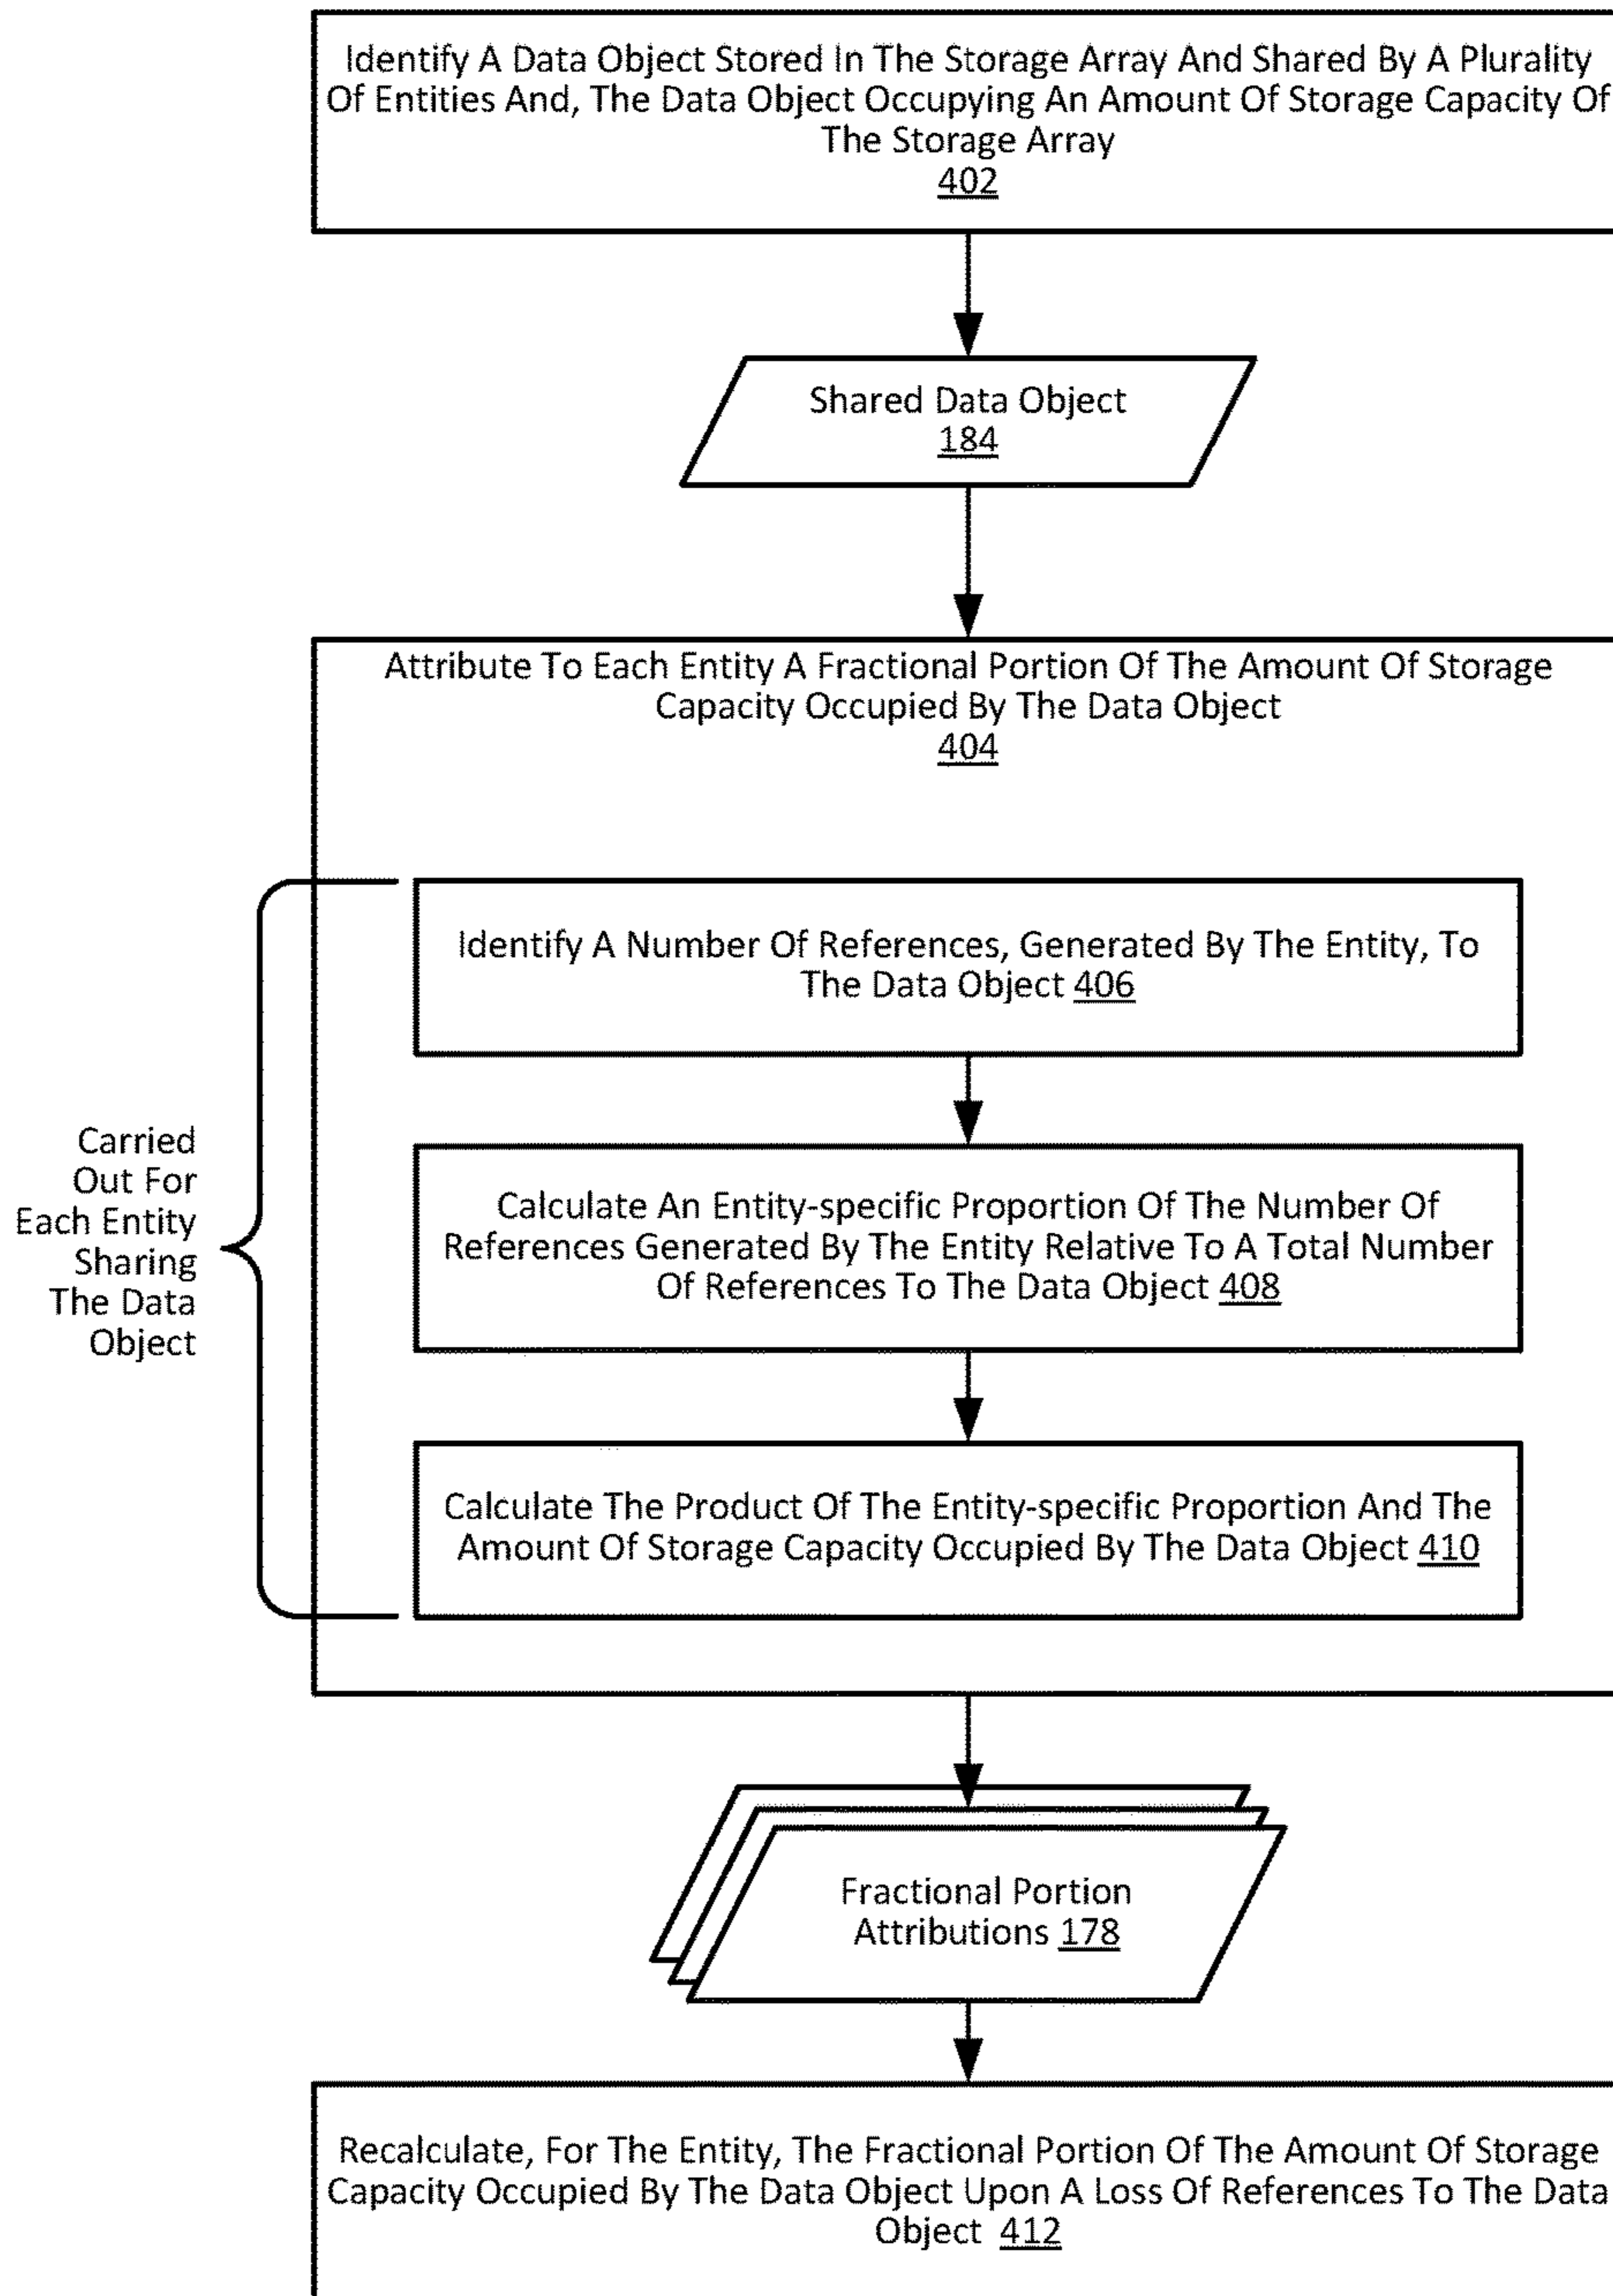 Identify A Data Object Stored In The Storage Array And Shared By A Plurality
Of Entities And, The Data Object Occupying An Amount Of Storage Capacity Of
The Storage Array
402
Shared Data Object
184
Attribute To Each Entity A Fractional Portion Of The Amount Of Storage
Capacity Occupied By The Data Object
404
Identify A Number Of References, Generated By The Entity, To
The Data Object 406
Carried
Out For
Each Entity
Sharing
The Data
Object
Calculate An Entity-specific Proportion Of The Number Of
References Generated By The Entity Relative To A Total Number
Of References To The Data Object 408
Calculate The Product Of The Entity-specific Proportion And The
Amount Of Storage Capacity Occupied By The Data Object 410
Fractional Portion
Attributions 178
Recalculate, For The Entity, The Fractional Portion Of The Amount Of Storage
Capacity Occupied By The Data Object Upon A Loss Of References To The Data
Object 412